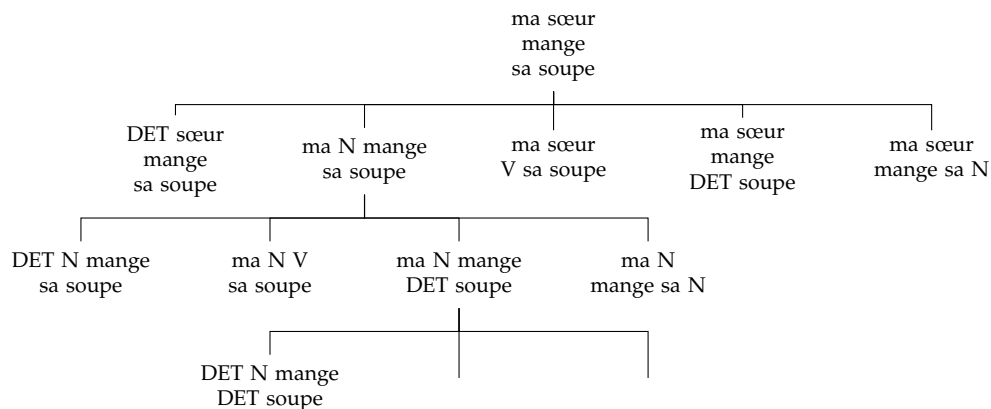 ma sœur
mange
sa soupe
DET sœur
mange
sa soupe
ma N mange
sa soupe
ma sœur
V sa soupe
ma sœur
mange
DET soupe
ma sœur
mange sa N
DET N mange
sa soupe
ma N V
sa soupe
ma N mange
DET soupe
ma N
mange sa N
DET N mange
DET soupe